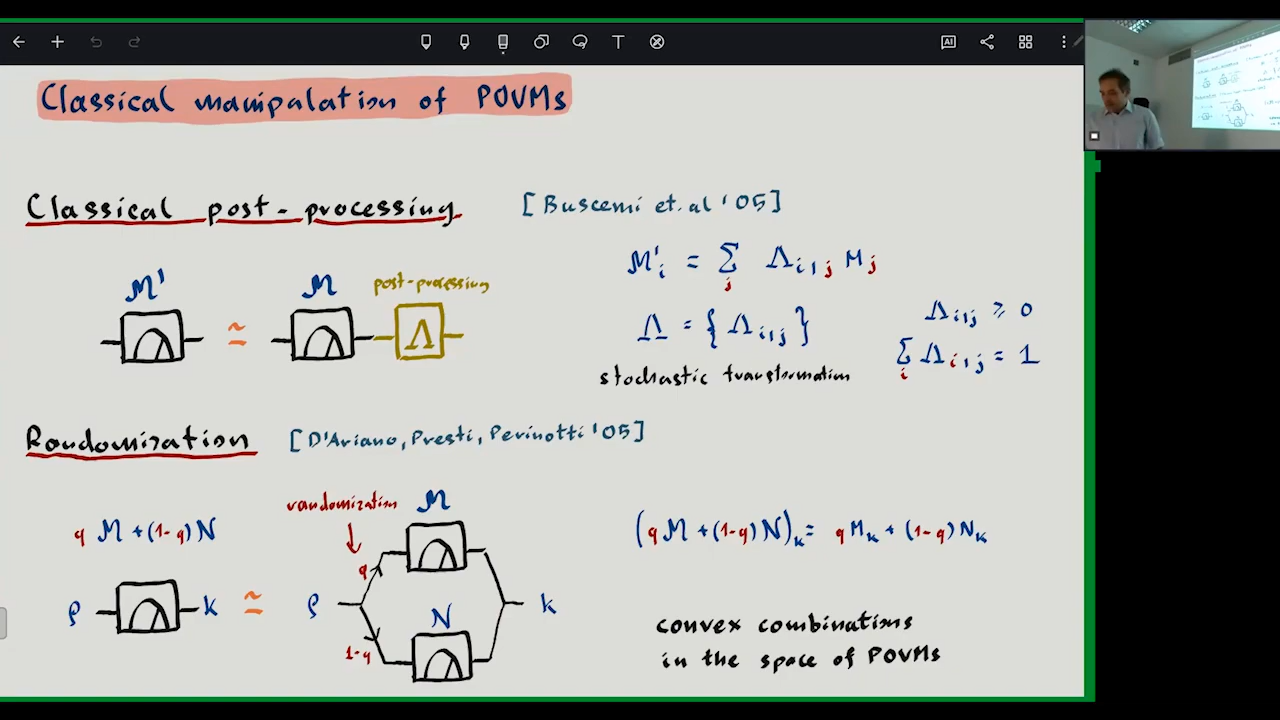 Classical manipalation of POVMs
Classical post-processing [Buscemi et.al '05]
M' ≃ M post-processing Λ
M'ᵢ = Σⱼ Λᵢ|ⱼ Mⱼ
Λ = { Λᵢ|ⱼ } Λᵢ|ⱼ ≥ 0
stochastic transformation Σᵢ Λᵢ|ⱼ = 1
Randomization [D'Ariano, Presti, Perinotti '05]
q M + (1-q) N
randomization M
(q M + (1-q) N)ₖ = q Mₖ + (1-q) Nₖ
q
ρ k ≃ ρ N k
1-q
convex combinations
in the space of POVMs
T
AI